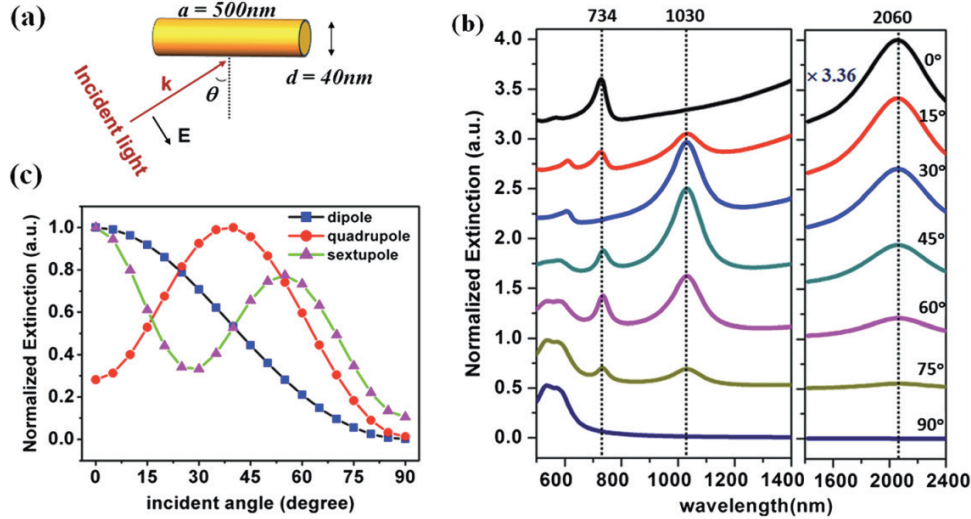 (a)
a = 500nm
d = 40nm
k
θ
E
Incident light
(b)
734 1030 2060
Normalized Extinction (a.u.)
4.0
3.5
3.0
2.5
2.0
1.5
1.0
0.5
0.0
× 3.36
0°
15°
30°
45°
60°
75°
90°
600 800 1000 1200 1400 1600 2000 2400
wavelength(nm)
(c)
Normalized Extinction (a.u.)
1.0
0.8
0.6
0.4
0.2
0.0
dipole
quadrupole
sextupole
0 15 30 45 60 75 90
incident angle (degree)